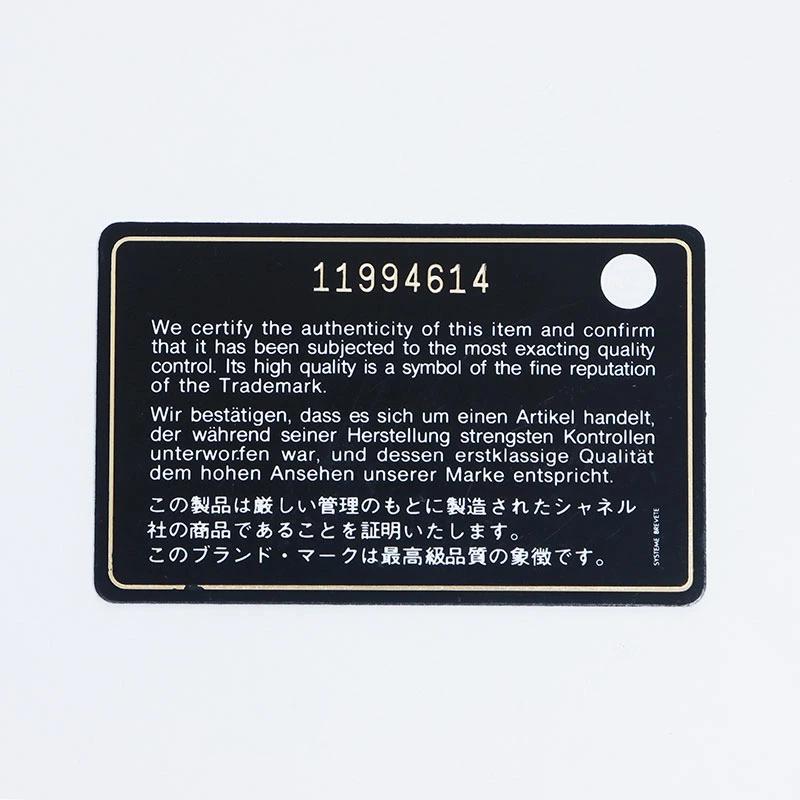 11994614
We certify the authenticity of this item and confirm
that it has been subjected to the most exacting quality
control. Its high quality is a symbol of the fine reputation
of the Trademark.
Wir bestätigen, dass es sich um einen Artikel handelt,
der während seiner Herstellung strengsten Kontrollen
unterworfen war, und dessen erstklassige Qualität
dem hohen Ansehen unserer Marke entspricht.
この製品は厳しい管理のもとに製造されたシャネル
社の商品であることを証明いたします。
このブランド・マークは最高級品質の象徴です。
SYSTEME BREVETE